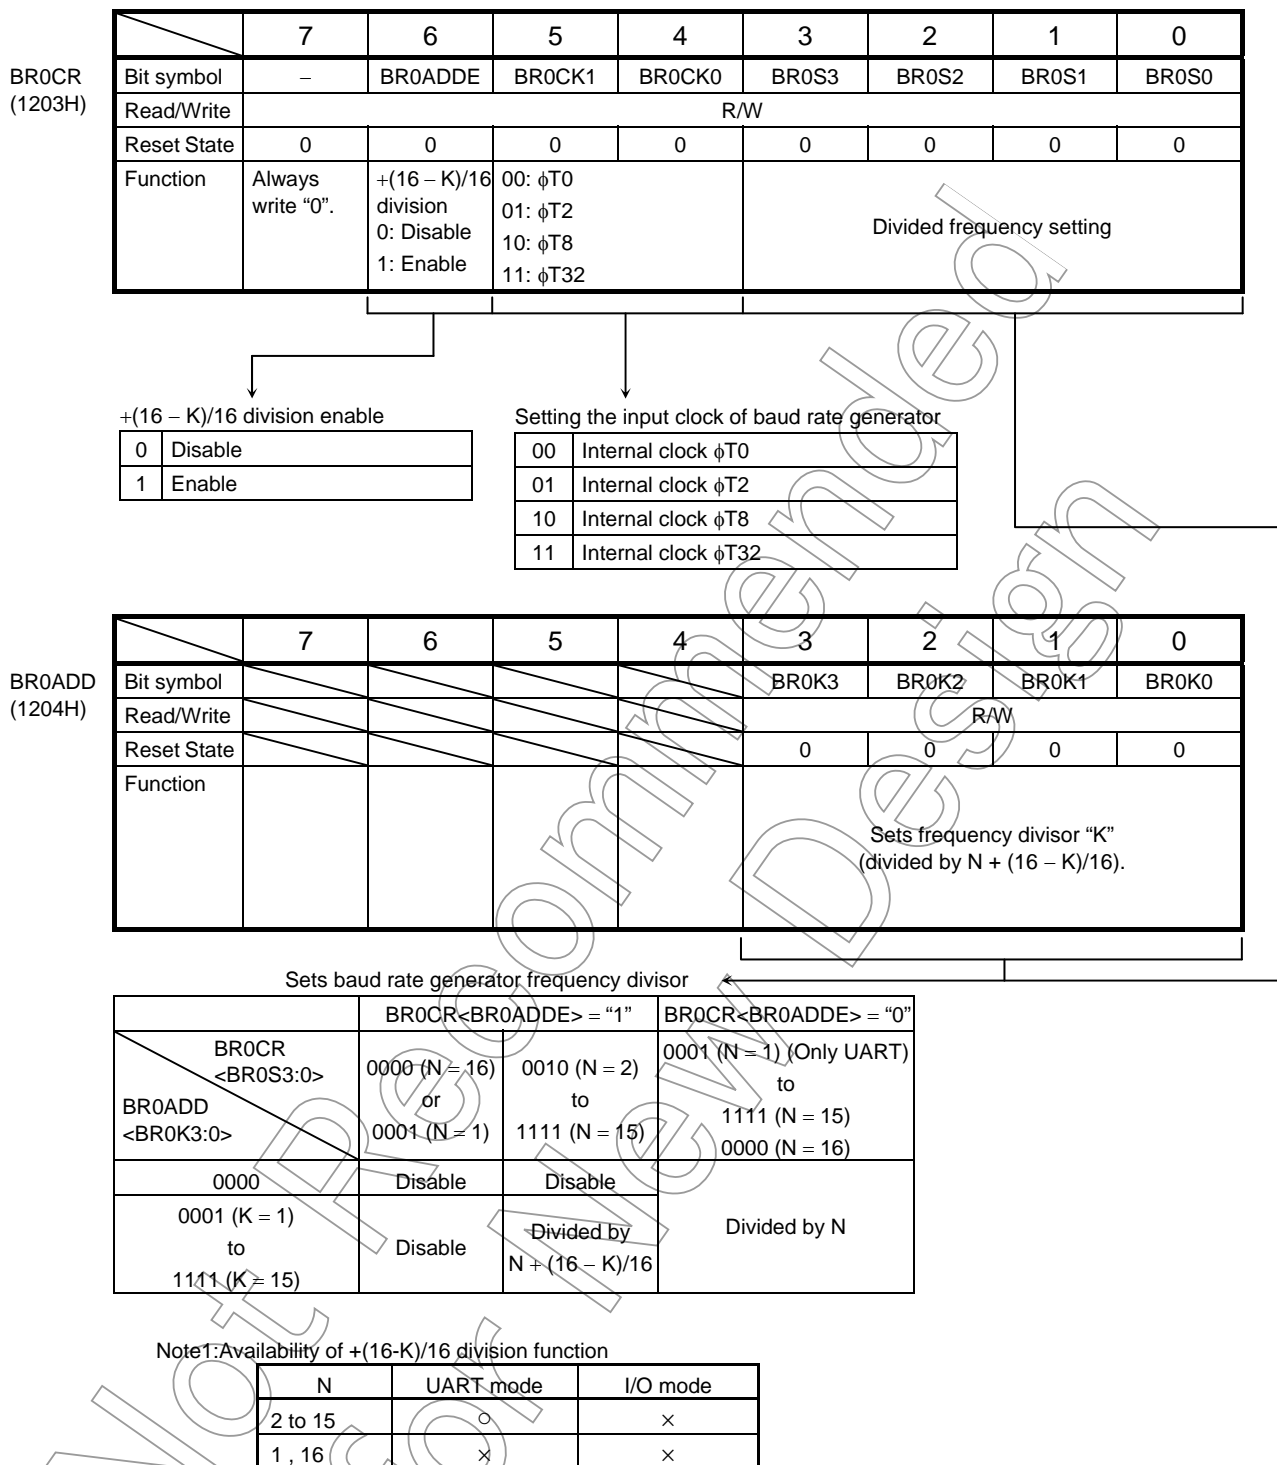 7 6 5 4 3 2 1 0
BR0CR (1203H)
Bit symbol – BR0ADDE BR0CK1 BR0CK0 BR0S3 BR0S2 BR0S1 BR0S0
Read/Write R/W
Reset State 0 0 0 0 0 0 0 0
Function
Always
write “0”.
+(16 – K)/16
division
0: Disable
1: Enable
00: ϕT0
01: ϕT2
10: ϕT8
11: ϕT32
Divided frequency setting
+(16 – K)/16 division enable
0 Disable
1 Enable
Setting the input clock of baud rate generator
00 Internal clock ϕT0
01 Internal clock ϕT2
10 Internal clock ϕT8
11 Internal clock ϕT32
7 6 5 4 3 2 1 0
BR0ADD (1204H)
Bit symbol BR0K3 BR0K2 BR0K1 BR0K0
Read/Write R/W
Reset State 0 0 0 0
Function
Sets frequency divisor “K”
(divided by N + (16 – K)/16).
Sets baud rate generator frequency divisor
BR0CR<BR0ADDE> = “1” BR0CR<BR0ADDE> = “0”
BR0CR
<BR0S3:0>
BR0ADD
<BR0K3:0>
0000 (N = 16)
or
0001 (N = 1)
0010 (N = 2)
to
1111 (N = 15)
0001 (N = 1) (Only UART)
to
1111 (N = 15)
0000 (N = 16)
0000 Disable Disable
0001 (K = 1)
to
1111 (K = 15)
Disable
Divided by
N + (16 – K)/16
Divided by N
Note1:Availability of +(16-K)/16 division function
N UART mode I/O mode
2 to 15 ○ ×
1 , 16 × ×
Not Recommended
for New Design